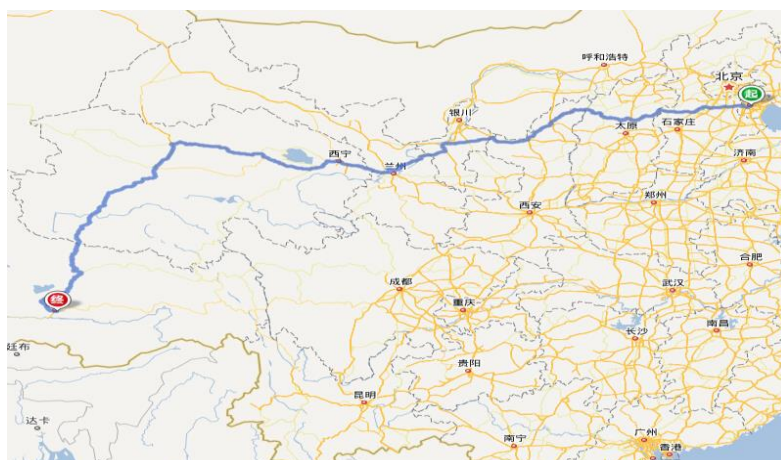 呼和浩特
北京
起
银川
太原
石家庄
西宁
兰州
济南
郑州
西安
合肥
终
成都
武汉
重庆
长沙
南昌
廷布
贵阳
昆明
达卡
南宁
广州
香港